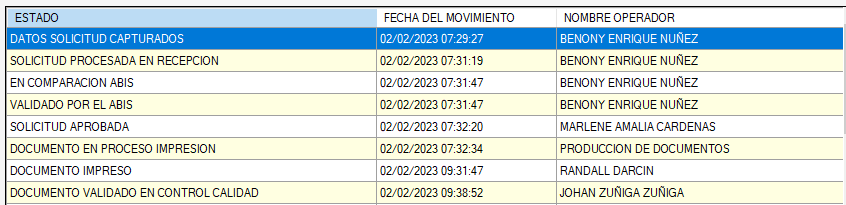 ESTADO FECHA DEL MOVIMIENTO NOMBRE OPERADOR
DATOS SOLICITUD CAPTURADOS 02/02/2023 07:29:27 BENONY ENRIQUE NUÑEZ
SOLICITUD PROCESADA EN RECEPCION 02/02/2023 07:31:19 BENONY ENRIQUE NUÑEZ
EN COMPARACION ABIS 02/02/2023 07:31:47 BENONY ENRIQUE NUÑEZ
VALIDADO POR EL ABIS 02/02/2023 07:31:47 BENONY ENRIQUE NUÑEZ
SOLICITUD APROBADA 02/02/2023 07:32:20 MARLENE AMALIA CARDENAS
DOCUMENTO EN PROCESO IMPRESION 02/02/2023 07:32:34 PRODUCCION DE DOCUMENTOS
DOCUMENTO IMPRESO 02/02/2023 09:31:47 RANDALL DARCIN
DOCUMENTO VALIDADO EN CONTROL CALIDAD 02/02/2023 09:38:52 JOHAN ZUÑIGA ZUÑIGA